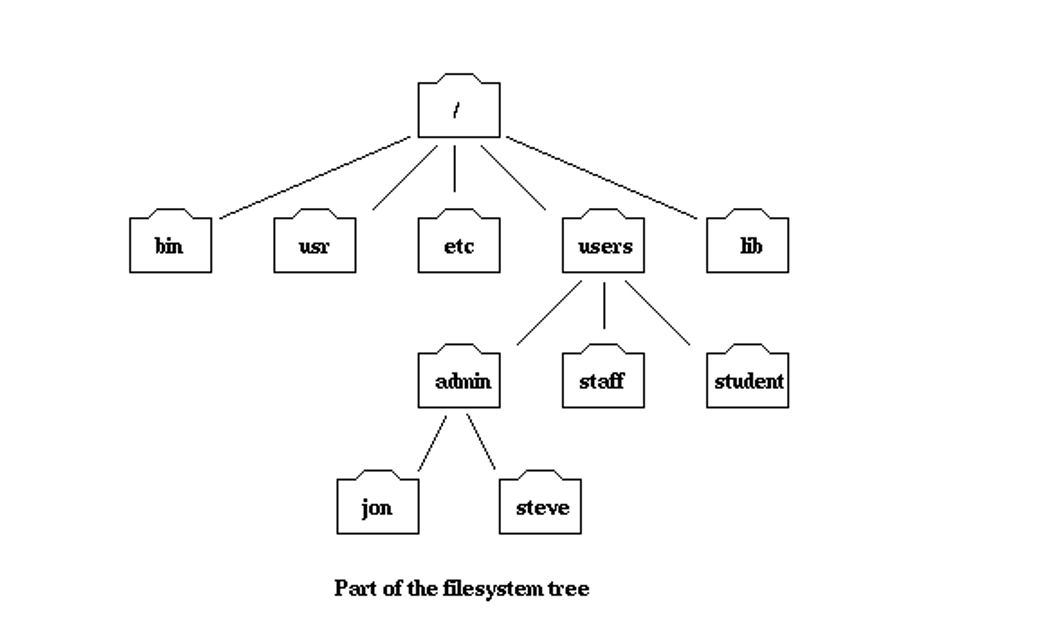 /
bin usr etc users lib
admin staff student
jon steve
Part of the filesystem tree